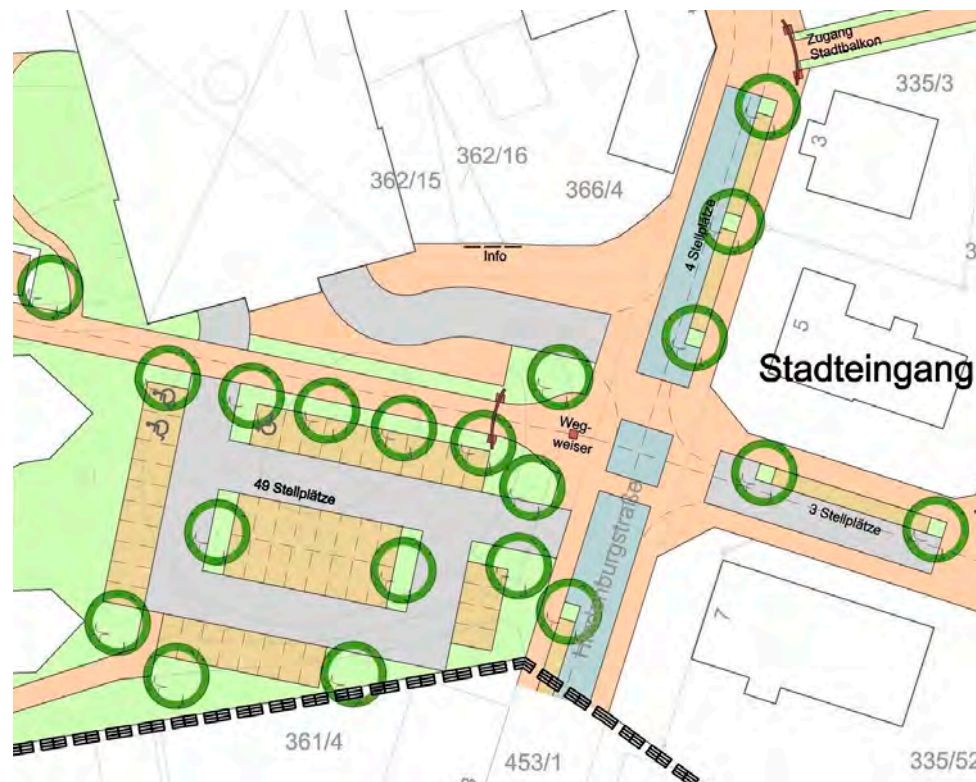 Zugang
Stadtbalkon
335/3
3
362/16
362/15
366/4
4 Stellplätze
Info
5
Stadteingang
Weg-
weiser
49 Stellplätze
3 Stellplätze
Hindenburgstraße
7
361/4
453/1
335/52